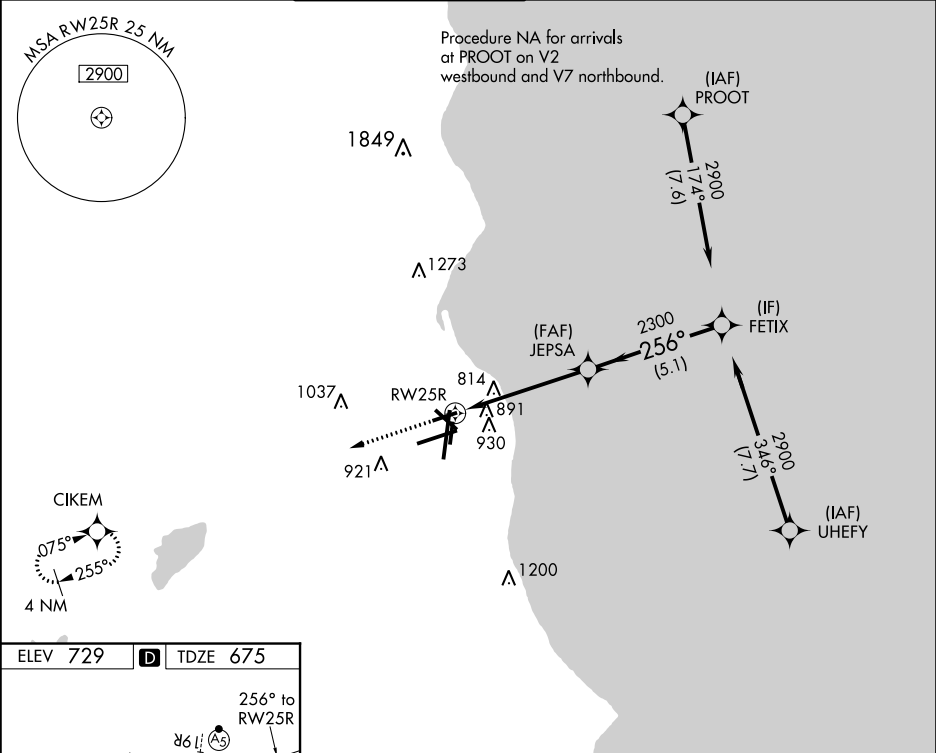 MSA RW25R 25 NM
2900
Procedure NA for arrivals
at PROOT on V2
westbound and V7 northbound.
(IAF)
PROOT
1849
2900
174°
(7.6)
1273
(IF)
FETIX
2300
256°
(5.1)
(FAF)
JEPSA
814
RW25R
891
1037
930
921
2900
346°
(7.7)
(IAF)
UHEFY
CIKEM
075°
255°
4 NM
1200
ELEV 729
D
TDZE 675
256° to
RW25R
19R
A5